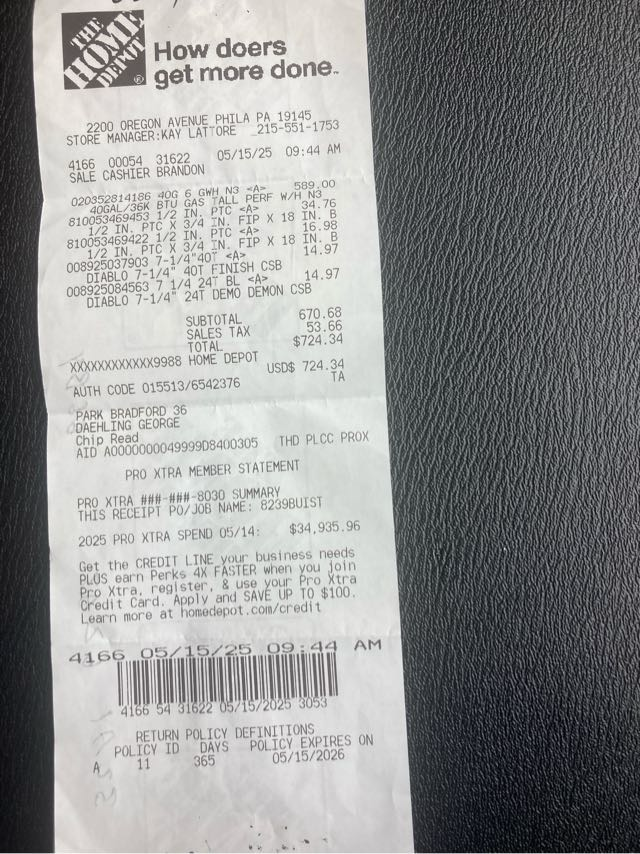 THE
HOME
DEPOT
®
How doers
get more done™
2200 OREGON AVENUE PHILA PA 19145
STORE MANAGER:KAY LATTORE 215-551-1753
4166 00054 31622 05/15/25 09:44 AM
SALE CASHIER BRANDON
020352814186 40G 6 GWH N3 <A> 589.00
40GAL/36K BTU GAS TALL PERF W/H N3
810053469453 1/2 IN. PTC <A> 34.76
1/2 IN. PTC X 3/4 IN. FIP X 18 IN. B
810053469422 1/2 IN. PTC <A> 16.98
1/2 IN. PTC X 3/4 IN. FIP X 18 IN. B
008925037903 7-1/4"40T <A> 14.97
DIABLO 7-1/4" 40T FINISH CSB
008925084563 7 1/4 24T BL <A> 14.97
DIABLO 7-1/4" 24T DEMO DEMON CSB
SUBTOTAL 670.68
SALES TAX 53.66
TOTAL $724.34
XXXXXXXXXXXX9988 HOME DEPOT
USD$ 724.34
AUTH CODE 015513/6542376 TA
PARK BRADFORD 36
DAEHLING GEORGE
Chip Read
AID A0000000049999D8400305 THD PLCC PROX
PRO XTRA MEMBER STATEMENT
PRO XTRA ###-###-8030 SUMMARY
THIS RECEIPT PO/JOB NAME: 8239BUIST
2025 PRO XTRA SPEND 05/14: $34,935.96
Get the CREDIT LINE your business needs
PLUS earn Perks 4X FASTER when you join
Pro Xtra, register, & use your Pro Xtra
Credit Card. Apply and SAVE UP TO $100.
Learn more at homedepot.com/credit
4166 05/15/25 09:44 AM
4166 54 31622 05/15/2025 3053
RETURN POLICY DEFINITIONS
POLICY ID DAYS POLICY EXPIRES ON
A 11 365 05/15/2026